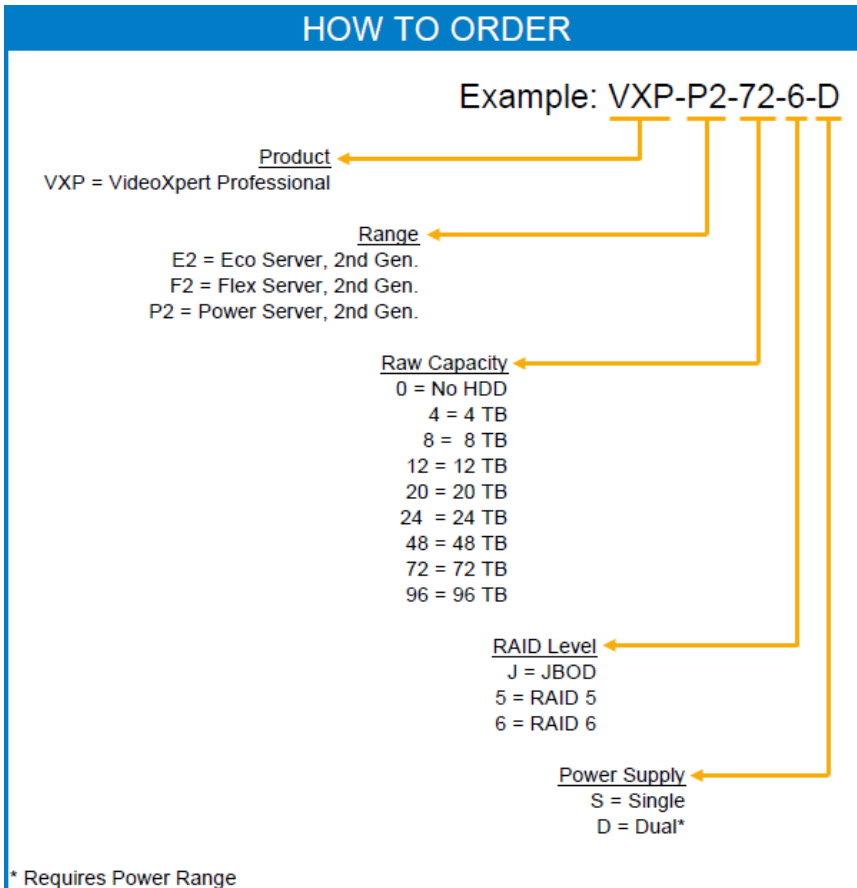 HOW TO ORDER
Example: VXP-P2-72-6-D
Product
VXP = VideoXpert Professional
Range
E2 = Eco Server, 2nd Gen.
F2 = Flex Server, 2nd Gen.
P2 = Power Server, 2nd Gen.
Raw Capacity
0 = No HDD
4 = 4 TB
8 = 8 TB
12 = 12 TB
20 = 20 TB
24 = 24 TB
48 = 48 TB
72 = 72 TB
96 = 96 TB
RAID Level
J = JBOD
5 = RAID 5
6 = RAID 6
Power Supply
S = Single
D = Dual*
* Requires Power Range